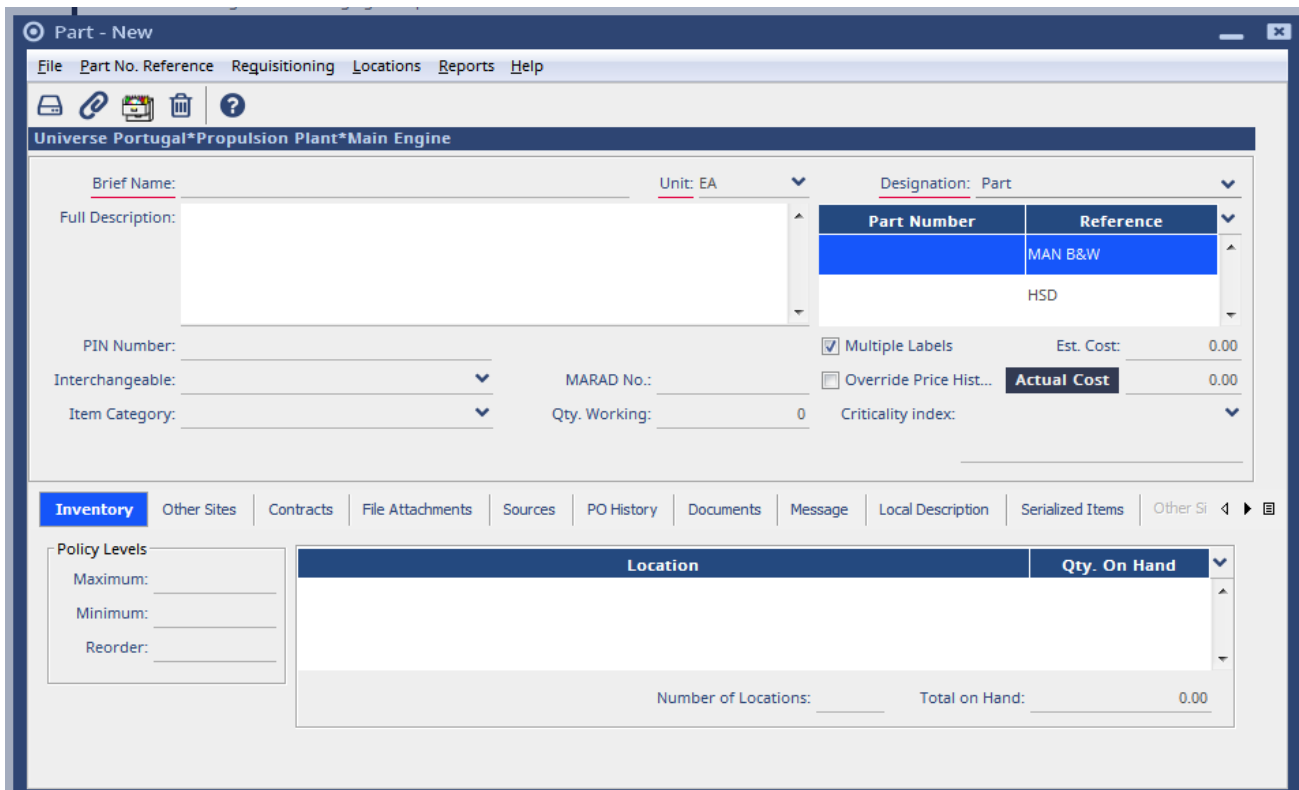 Part - New
File Part No. Reference Requisitioning Locations Reports Help
Universe Portugal*Propulsion Plant*Main Engine
Brief Name: Unit: EA Designation: Part
Full Description: Part Number Reference
MAN B&W
HSD
PIN Number: Multiple Labels Est. Cost: 0.00
Interchangeable: MARAD No.: Override Price Hist... Actual Cost 0.00
Item Category: Qty. Working: 0 Criticality index:
Inventory Other Sites Contracts File Attachments Sources PO History Documents Message Local Description Serialized Items Other Si
Policy Levels
Location Qty. On Hand
Maximum:
Minimum:
Reorder:
Number of Locations: Total on Hand: 0.00